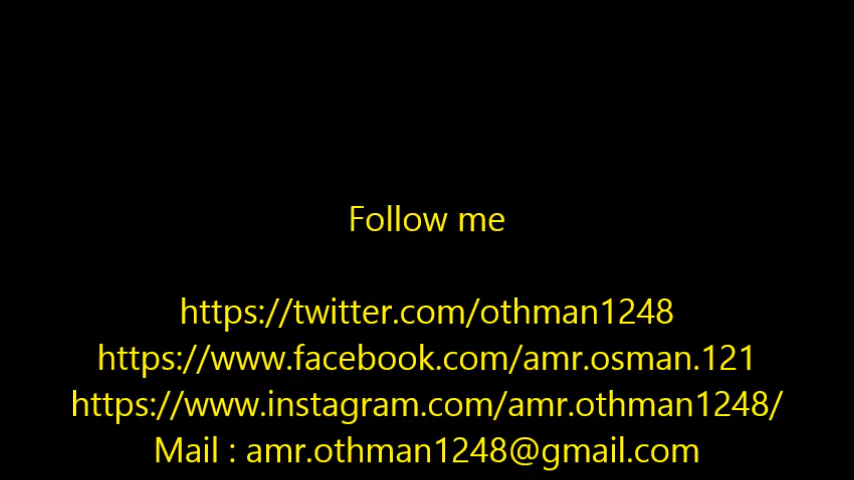 Follow me
https://twitter.com/othman1248
https://www.facebook.com/amr.osman.121
https://www.instagram.com/amr.othman1248/
Mail : amr.othman1248@gmail.com